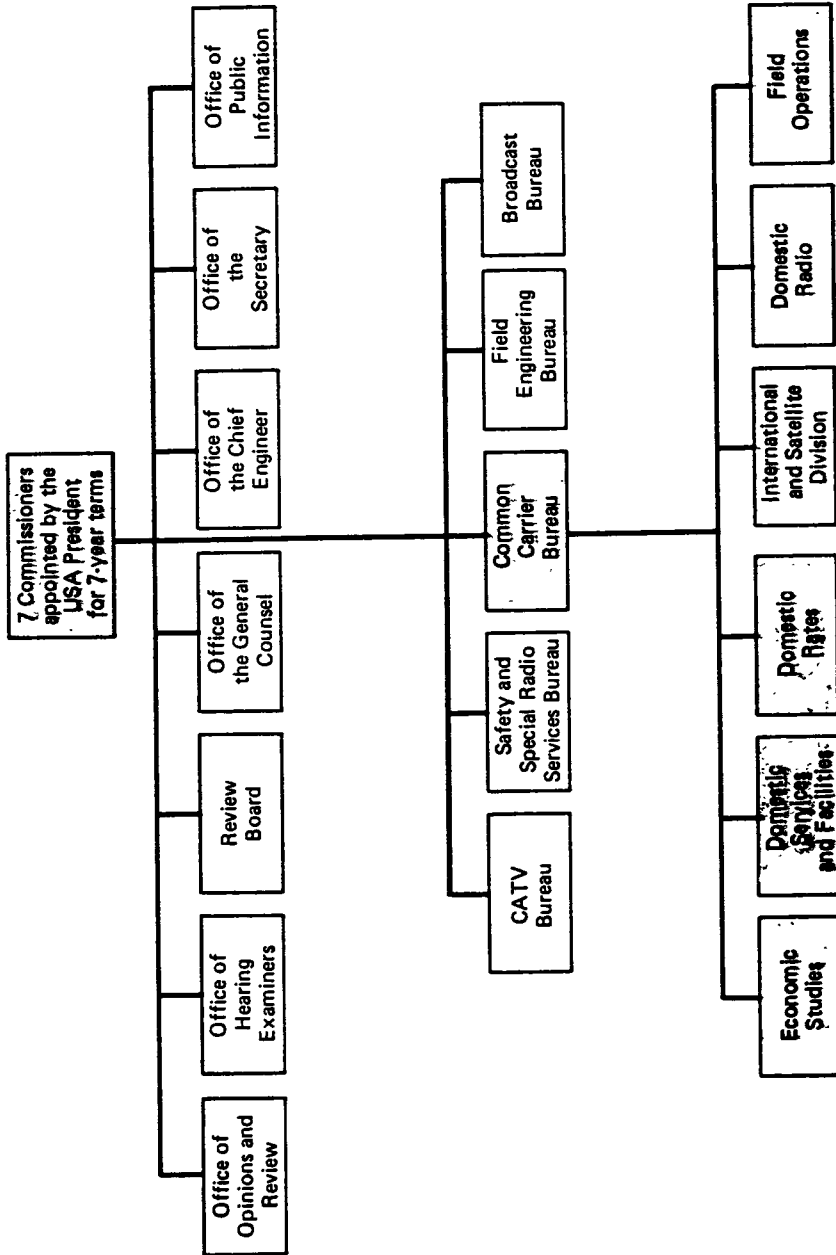 7 Commissioners
appointed by the
USA President
for 7-year terms
Office of
Opinions and
Review
Office of
Hearing
Examiners
Review
Board
Office of
the General
Counsel
Office of
the Chief
Engineer
Office of
the
Secretary
Office of
Public
Information
CATV
Bureau
Safety and
Special Radio
Services Bureau
Common
Carrier
Bureau
Field
Engineering
Bureau
Broadcast
Bureau
Economic
Studies
Domestic
Services
and Facilities
Domestic
Rates
International
and Satellite
Division
Domestic
Radio
Field
Operations